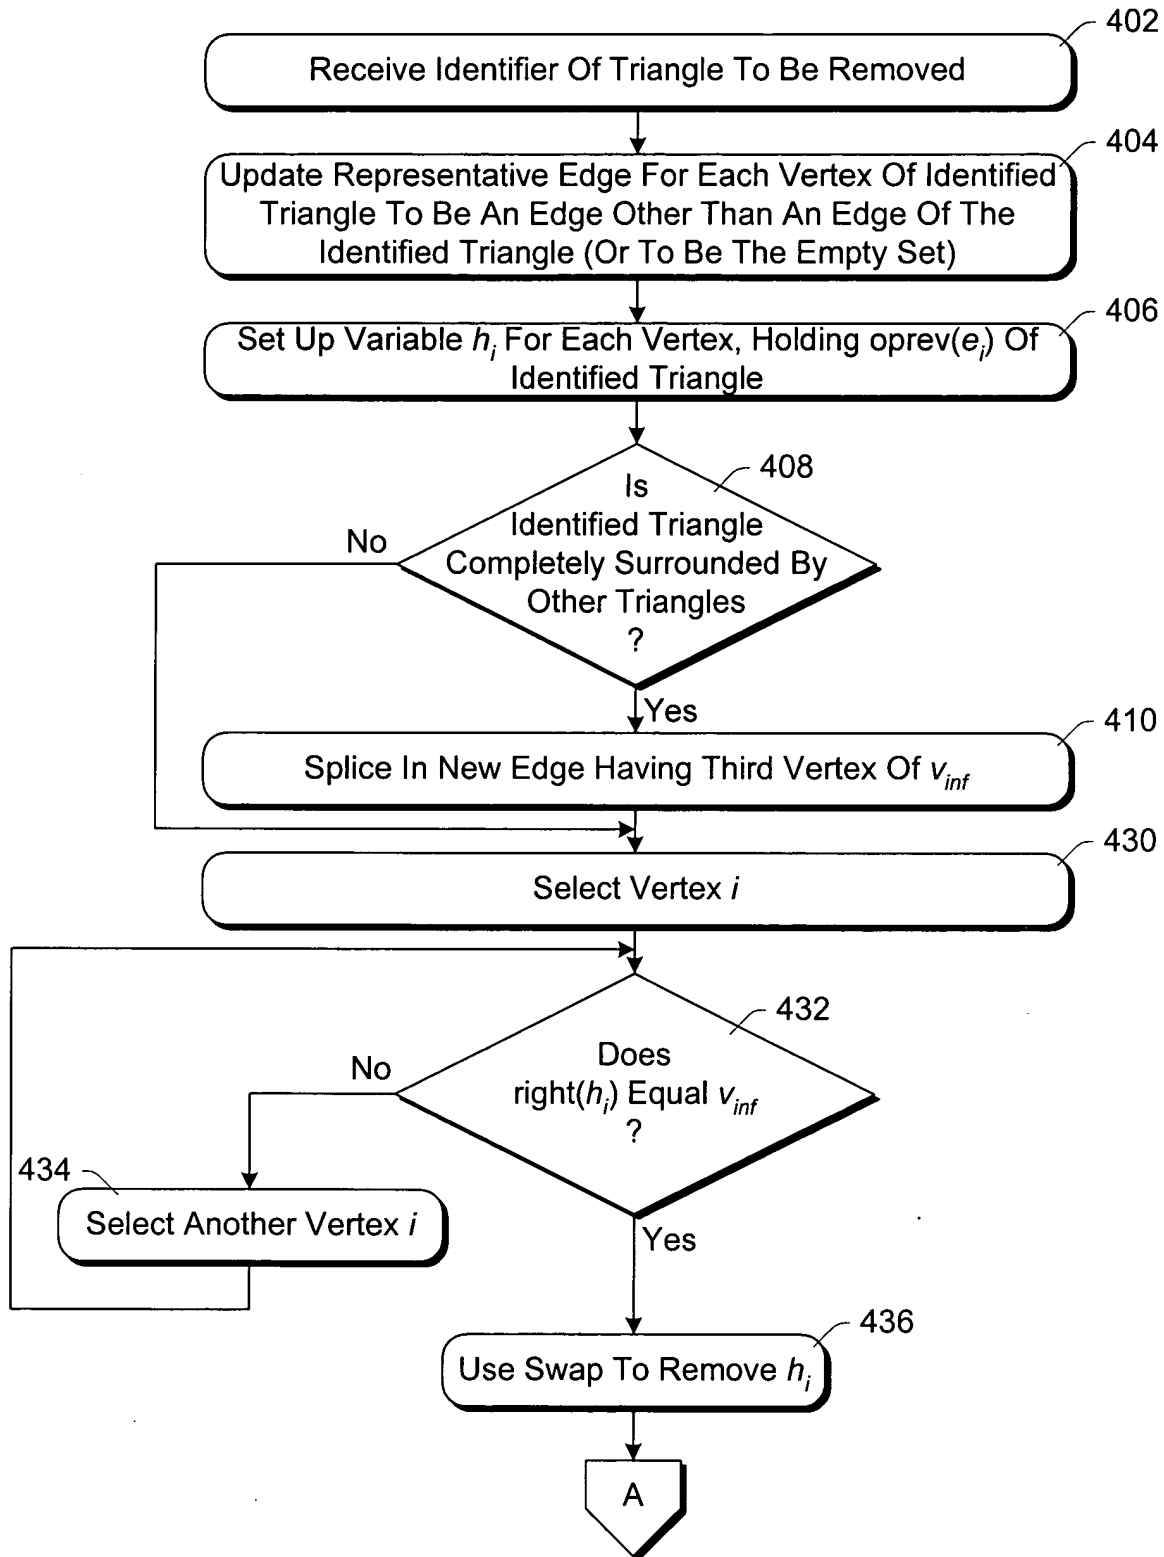 402
Receive Identifier Of Triangle To Be Removed
404
Update Representative Edge For Each Vertex Of Identified
Triangle To Be An Edge Other Than An Edge Of The
Identified Triangle (Or To Be The Empty Set)
406
Set Up Variable hi For Each Vertex, Holding oprev(ei) Of
Identified Triangle
408
Is
Identified Triangle
Completely Surrounded By
Other Triangles
?
No
Yes
410
Splice In New Edge Having Third Vertex Of vinf
430
Select Vertex i
432
Does
right(hi) Equal vinf
?
No
434
Select Another Vertex i
Yes
436
Use Swap To Remove hi
A